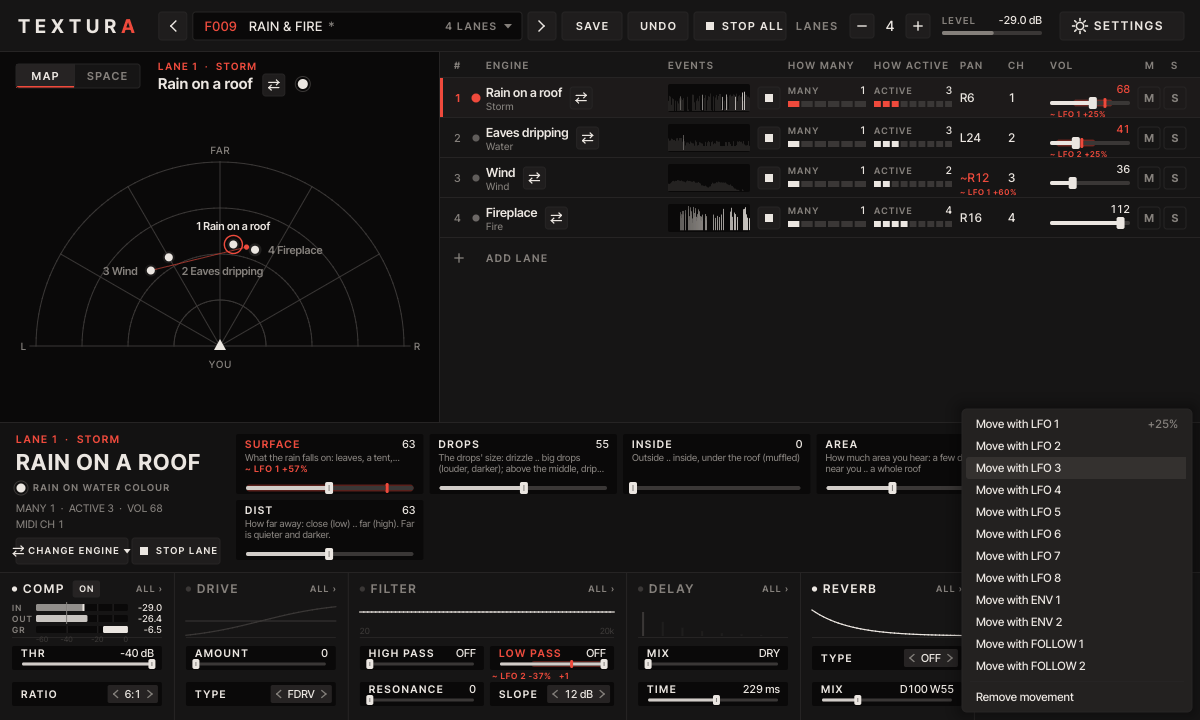 TEXTURA
F009 RAIN & FIRE * 4 LANES
SAVE UNDO STOP ALL LANES 4 LEVEL -29.0 dB SETTINGS
MAP SPACE
LANE 1 · STORM
Rain on a roof
FAR
1 Rain on a roof
4 Fireplace
3 Wind
2 Eaves dripping
L
R
YOU
# ENGINE EVENTS HOW MANY HOW ACTIVE PAN CH VOL M S
1 Rain on a roof MANY 1 ACTIVE 3 R6 1 68 M S
Storm
~ LFO 1 +25%
2 Eaves dripping MANY 1 ACTIVE 3 L24 2 41 M S
Water
~ LFO 2 +25%
3 Wind MANY 1 ACTIVE 2 ~R12 3 36 M S
Wind
~ LFO 1 +60%
4 Fireplace MANY 1 ACTIVE 4 R16 4 112 M S
Fire
+ ADD LANE
LANE 1 · STORM
RAIN ON A ROOF
RAIN ON WATER COLOUR
MANY 1 · ACTIVE 3 · VOL 68
MIDI CH 1
CHANGE ENGINE STOP LANE
SURFACE 63
What the rain falls on: leaves, a tent,...
~ LFO 1 +57%
DROPS 55
The drops' size: drizzle .. big drops
(louder, darker); above the middle, drip...
INSIDE 0
Outside .. inside, under the roof (muffled)
AREA
How much area you hear: a few d
near you .. a whole roof
DIST 63
How far away: close (low) .. far (high). Far
is quieter and darker.
Move with LFO 1 +25%
Move with LFO 2
Move with LFO 3
Move with LFO 4
Move with LFO 5
Move with LFO 6
Move with LFO 7
Move with LFO 8
Move with ENV 1
Move with ENV 2
Move with FOLLOW 1
Move with FOLLOW 2
Remove movement
COMP ON ALL ›
IN -29.0
OUT -26.4
GR -6.5
-60 -40 -20 0
THR -40 dB
RATIO 6:1
DRIVE ALL ›
AMOUNT 0
TYPE FDRV
FILTER ALL ›
20 20k
HIGH PASS OFF
LOW PASS OFF
~ LFO 2 -37% +1
RESONANCE 0
SLOPE 12 dB
DELAY ALL ›
MIX DRY
TIME 229 ms
REVERB ALL ›
TYPE OFF
MIX D100 W55